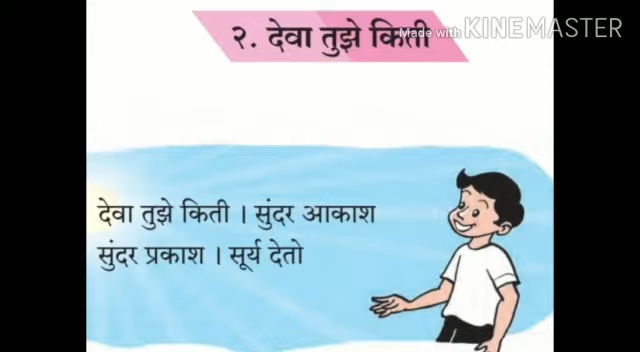 २. देवा तुझे किती
Made with KINEMASTER
देवा तुझे किती । सुंदर आकाश
सुंदर प्रकाश । सूर्य देतो